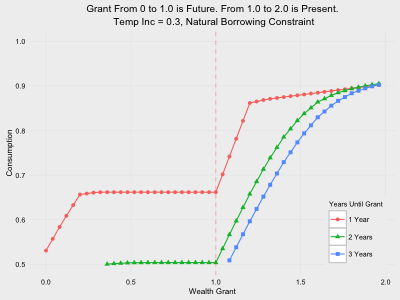 Grant From 0 to 1.0 is Future. From 1.0 to 2.0 is Present.
Temp Inc = 0.3, Natural Borrowing Constraint
1.0
0.9
0.8
0.7
0.6
0.5
Consumption
0.0
0.5
1.0
1.5
2.0
Wealth Grant
Years Until Grant
1 Year
2 Years
3 Years